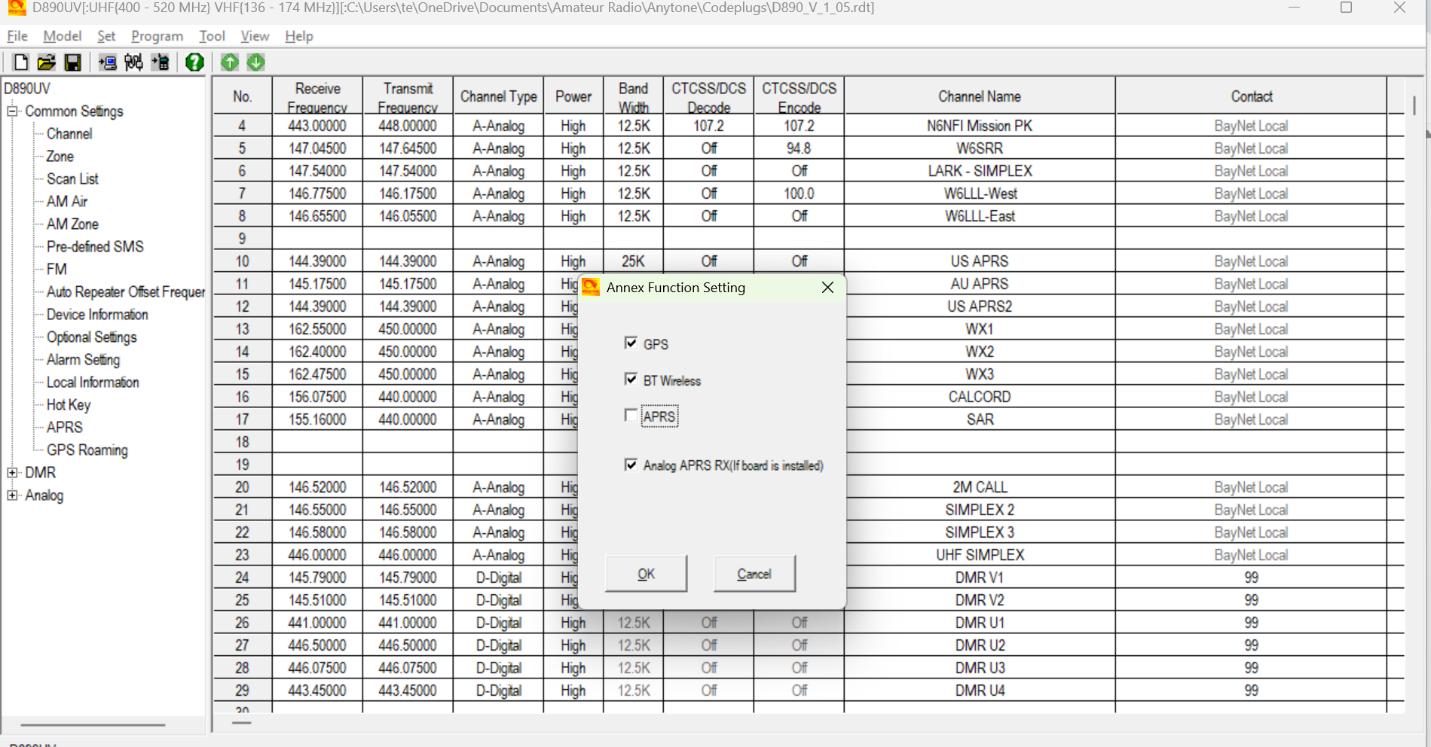 D890UV[:UHF(400 - 520 MHz) VHF(136 - 174 MHz)][:C:\Users\te\OneDrive\Documents\Amateur Radio\Anytone\Codeplugs\D890_V_1_05.rdt]
File Model Set Program Tool View Help
D890UV
Common Settings
Channel
Zone
Scan List
AM Air
AM Zone
Pre-defined SMS
FM
Auto Repeater Offset Frequer
Device Information
Optional Settings
Alarm Setting
Local Information
Hot Key
APRS
GPS Roaming
DMR
Analog
No. Receive Frequency Transmit Frequency Channel Type Power Band Width CTCSS/DCS Decode CTCSS/DCS Encode Channel Name Contact
4 443.00000 448.00000 A-Analog High 12.5K 107.2 107.2 N6NFI Mission PK BayNet Local
5 147.04500 147.64500 A-Analog High 12.5K Off 94.8 W6SRR BayNet Local
6 147.54000 147.54000 A-Analog High 12.5K Off Off LARK - SIMPLEX BayNet Local
7 146.77500 146.17500 A-Analog High 12.5K Off 100.0 W6LLL-West BayNet Local
8 146.65500 146.05500 A-Analog High 12.5K Off Off W6LLL-East BayNet Local
9
10 144.39000 144.39000 A-Analog High 25K Off Off US APRS BayNet Local
11 145.17500 145.17500 A-Analog Hig AU APRS BayNet Local
12 144.39000 144.39000 A-Analog Hig US APRS2 BayNet Local
13 162.55000 450.00000 A-Analog Hig WX1 BayNet Local
14 162.40000 450.00000 A-Analog Hig WX2 BayNet Local
15 162.47500 450.00000 A-Analog Hig WX3 BayNet Local
16 156.07500 440.00000 A-Analog Hig CALCORD BayNet Local
17 155.16000 440.00000 A-Analog Hig SAR BayNet Local
18
19
20 146.52000 146.52000 A-Analog Hig 2M CALL BayNet Local
21 146.55000 146.55000 A-Analog Hig SIMPLEX 2 BayNet Local
22 146.58000 146.58000 A-Analog Hig SIMPLEX 3 BayNet Local
23 446.00000 446.00000 A-Analog Hig UHF SIMPLEX BayNet Local
24 145.79000 145.79000 D-Digital Hig DMR V1 99
25 145.51000 145.51000 D-Digital Hig DMR V2 99
26 441.00000 441.00000 D-Digital High 12.5K Off Off DMR U1 99
27 446.50000 446.50000 D-Digital High 12.5K Off Off DMR U2 99
28 446.07500 446.07500 D-Digital High 12.5K Off Off DMR U3 99
29 443.45000 443.45000 D-Digital High 12.5K Off Off DMR U4 99
30
Annex Function Setting
GPS
BT Wireless
APRS
Analog APRS RX(If board is installed)
OK Cancel
D890UV